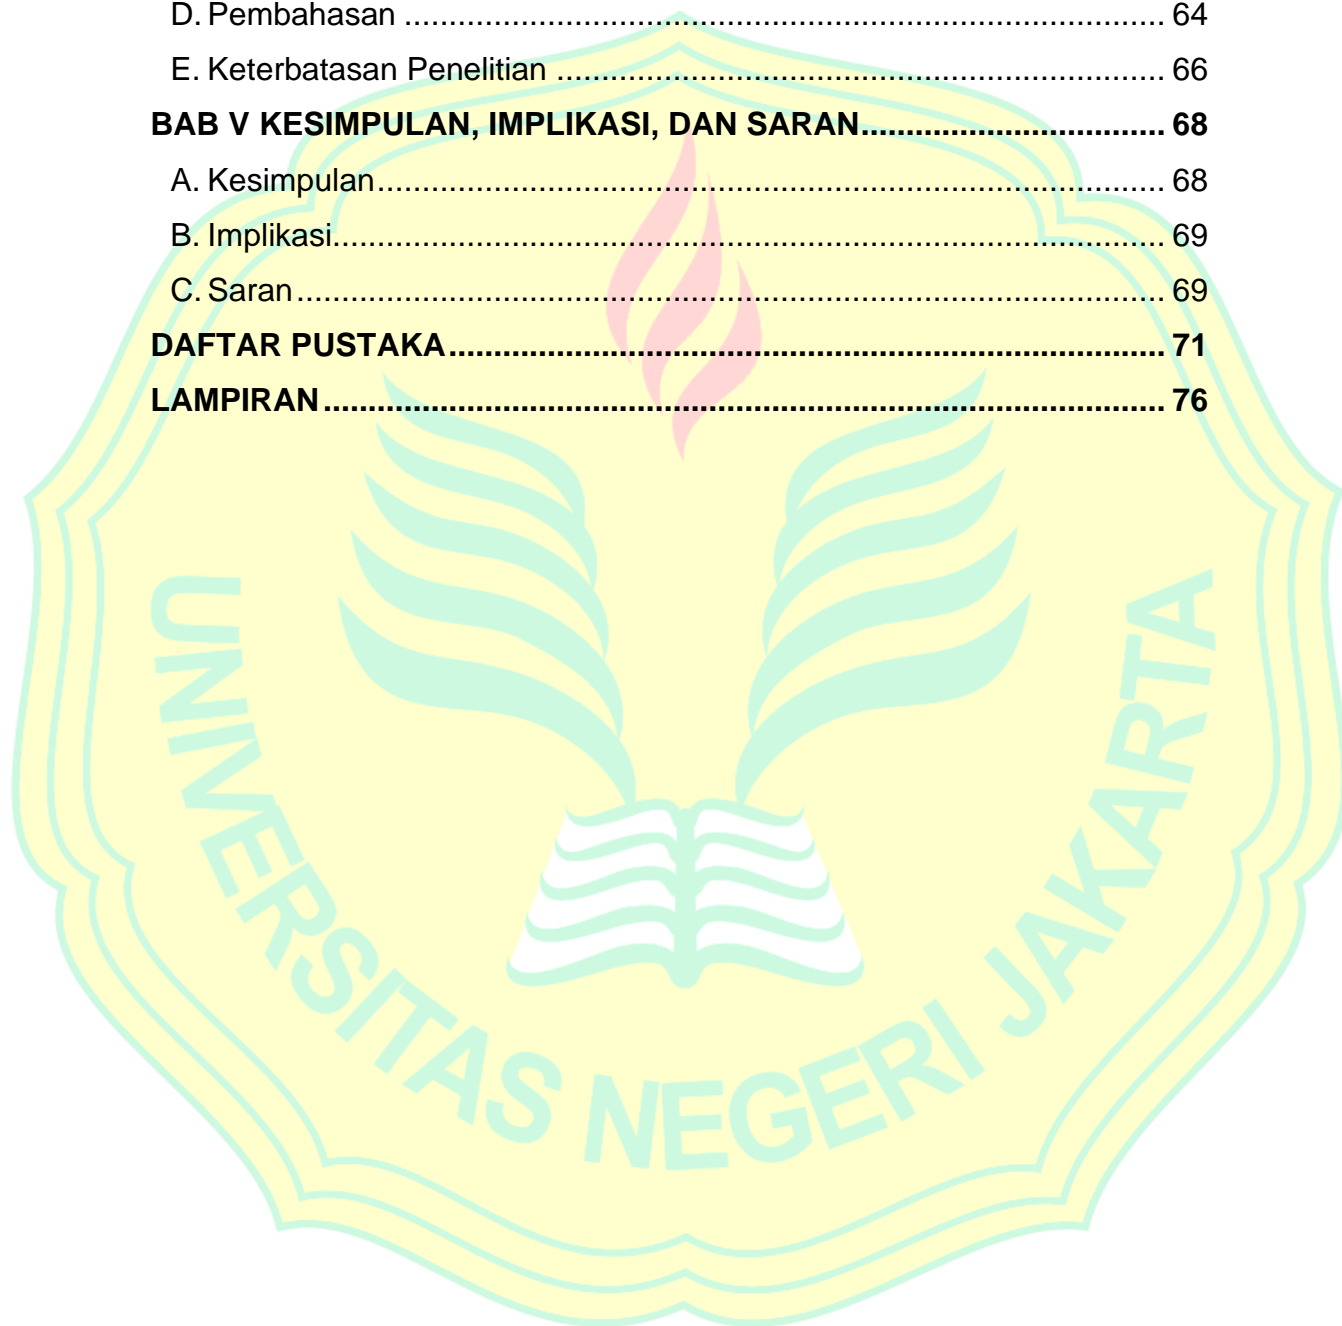 D. Pembahasan ..................................................................................... 64
E. Keterbatasan Penelitian .................................................................... 66
BAB V KESIMPULAN, IMPLIKASI, DAN SARAN.................................. 68
A. Kesimpulan........................................................................................ 68
B. Implikasi............................................................................................. 69
C. Saran ................................................................................................. 69
DAFTAR PUSTAKA................................................................................ 71
LAMPIRAN .............................................................................................. 76
UNIVERSITAS NEGERI JAKARTA